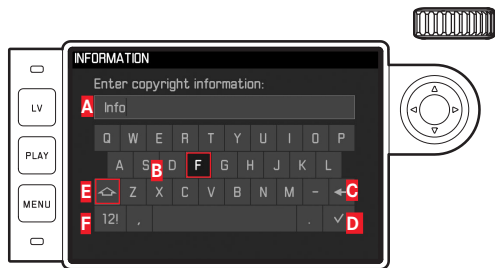 INFORMATION
Enter copyright information:
A Info
LV
Q W E R T Y U I O P
PLAY
A S B D F G H J K L
E Z X C V B N M - C
MENU
F 12! , . D